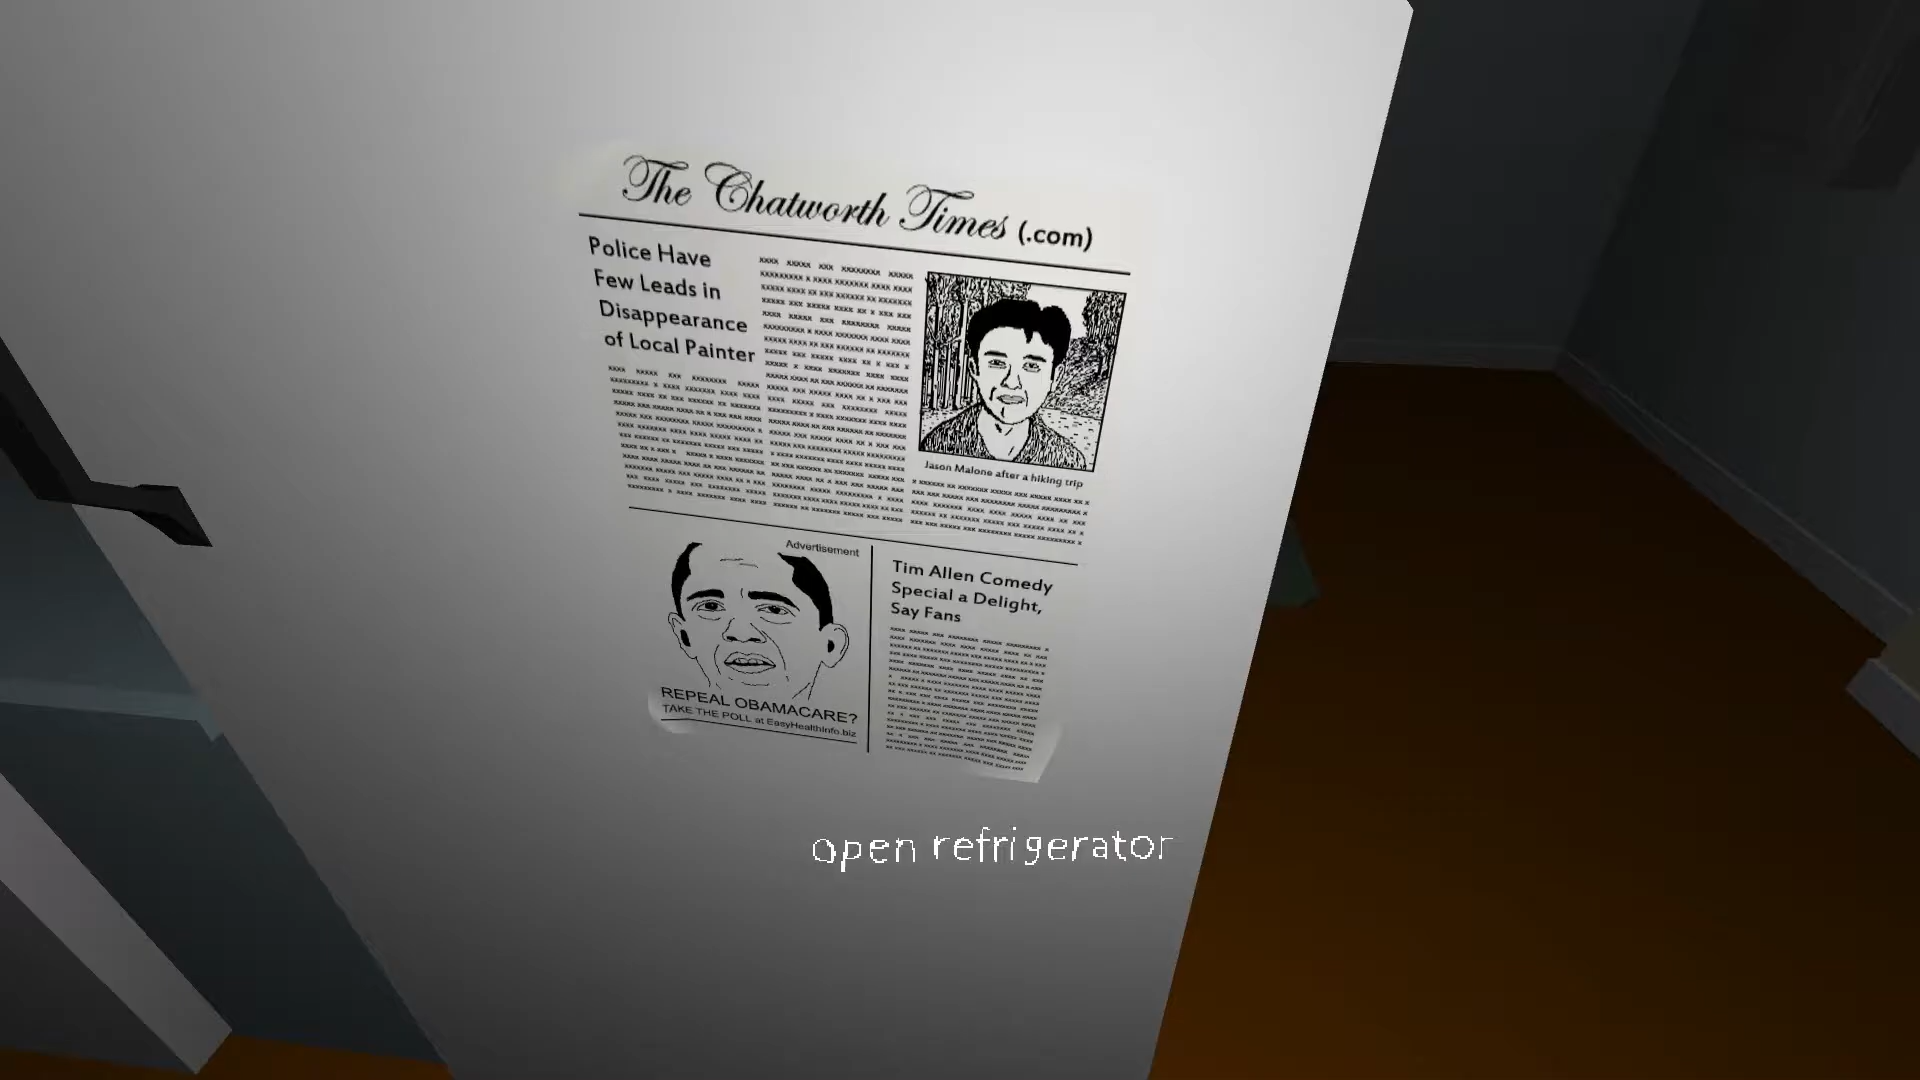 The Chatworth Times (.com)
Police Have
Few Leads in
Disappearance
of Local Painter
Jason Malone after a hiking trip
Advertisement
REPEAL OBAMACARE?
TAKE THE POLL at EasyHealthInfo.biz
Tim Allen Comedy
Special a Delight,
Say Fans
open refrigerator